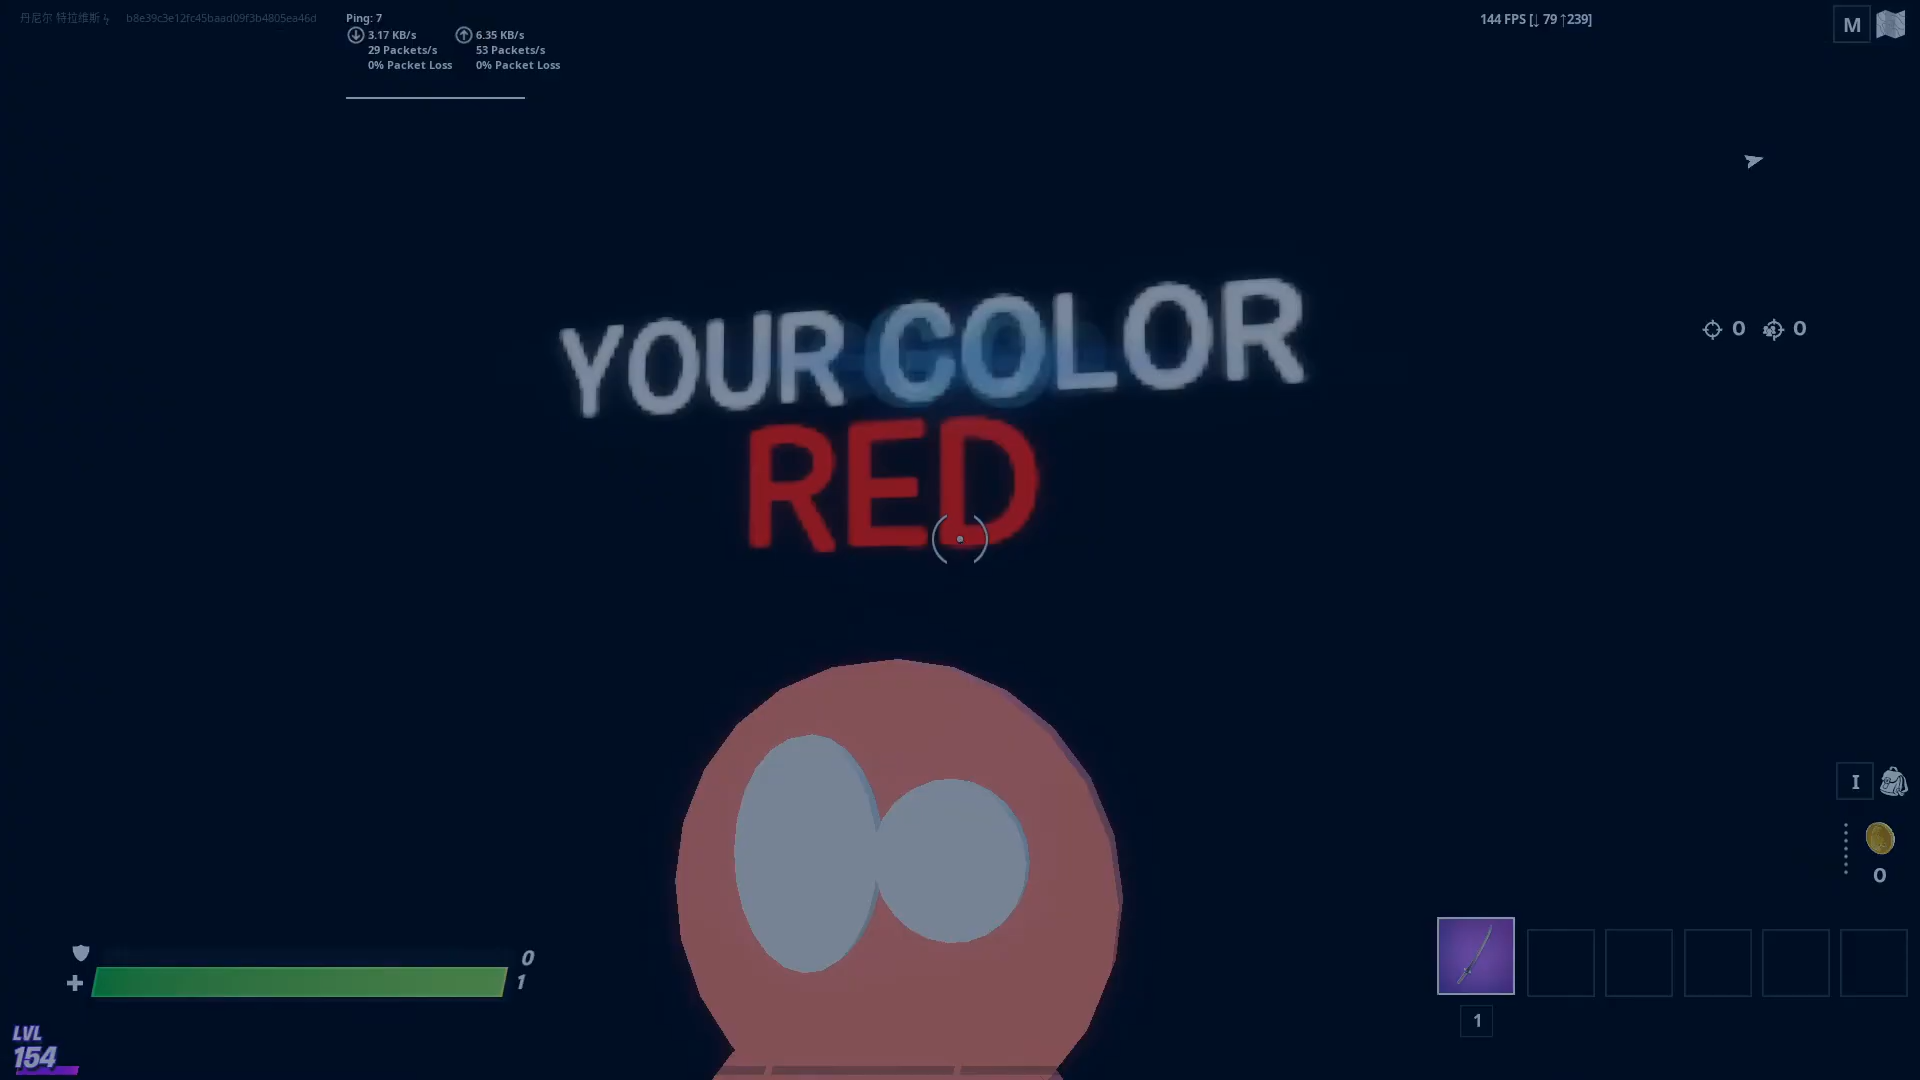 丹尼尔 特拉维斯 ㄣ b8e39c3e12fc45baad09f3b4805ea46d
Ping: 7
3.17 KB/s 6.35 KB/s
29 Packets/s 53 Packets/s
0% Packet Loss 0% Packet Loss
144 FPS [↓ 79 ↑239]
M
YOUR COLOR
RED
0 0
I
0
0
1
1
LVL
154